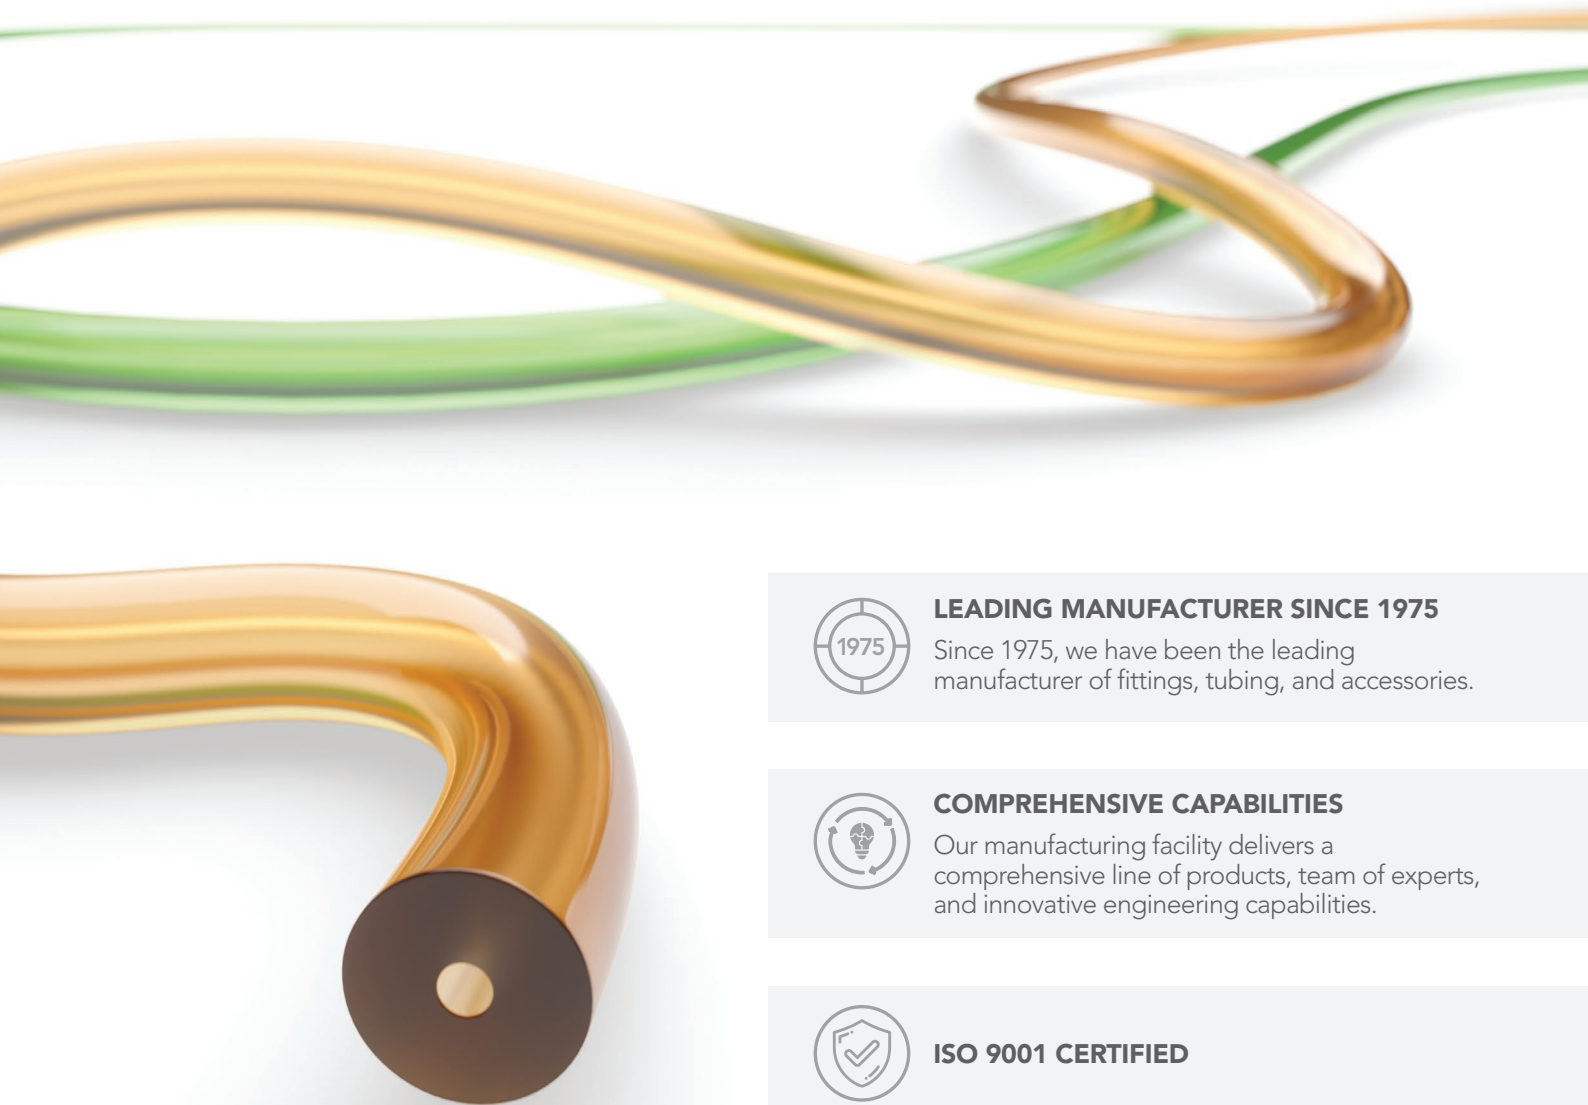 LEADING MANUFACTURER SINCE 1975
1975
Since 1975, we have been the leading
manufacturer of fittings, tubing, and accessories.
COMPREHENSIVE CAPABILITIES
Our manufacturing facility delivers a
comprehensive line of products, team of experts,
and innovative engineering capabilities.
ISO 9001 CERTIFIED